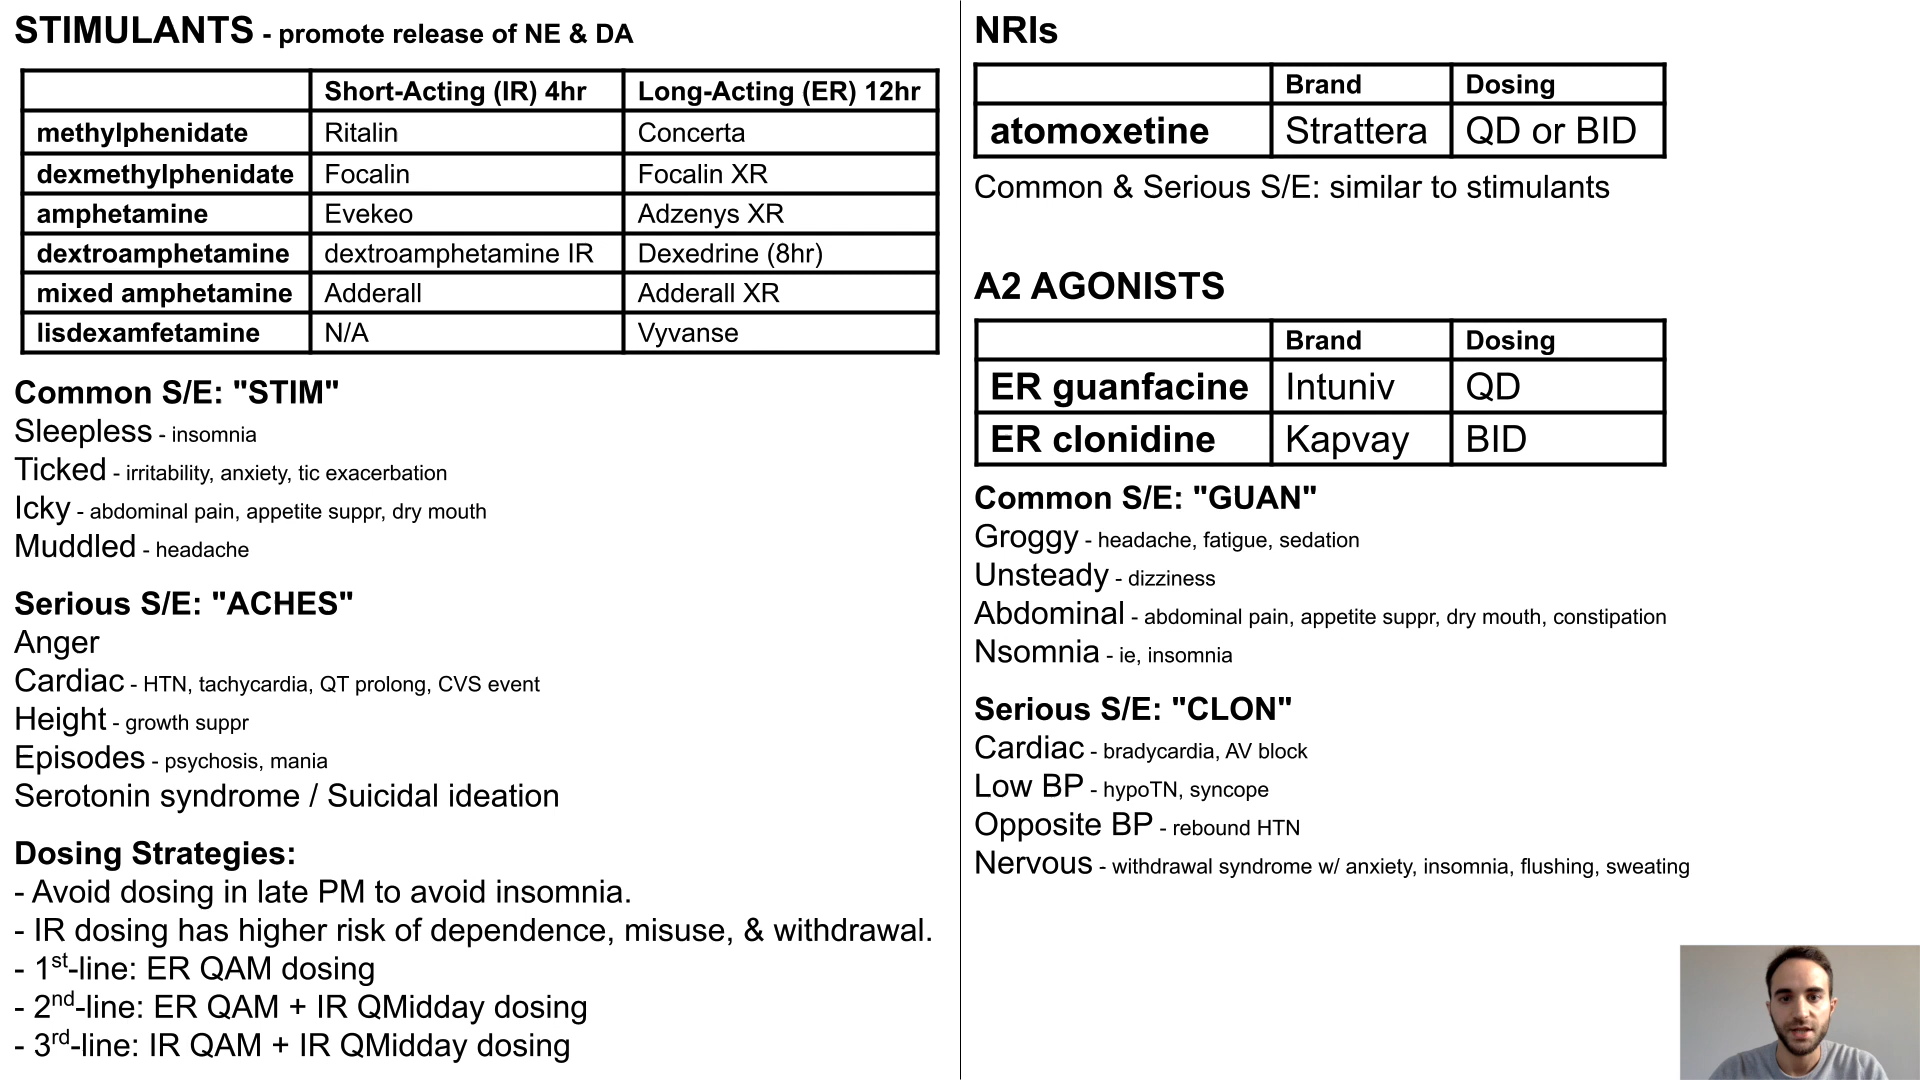 STIMULANTS - promote release of NE & DA
Short-Acting (IR) 4hr Long-Acting (ER) 12hr
methylphenidate Ritalin Concerta
dexmethylphenidate Focalin Focalin XR
amphetamine Evekeo Adzenys XR
dextroamphetamine dextroamphetamine IR Dexedrine (8hr)
mixed amphetamine Adderall Adderall XR
lisdexamfetamine N/A Vyvanse
Common S/E: "STIM"
Sleepless - insomnia
Ticked - irritability, anxiety, tic exacerbation
Icky - abdominal pain, appetite suppr, dry mouth
Muddled - headache
Serious S/E: "ACHES"
Anger
Cardiac - HTN, tachycardia, QT prolong, CVS event
Height - growth suppr
Episodes - psychosis, mania
Serotonin syndrome / Suicidal ideation
Dosing Strategies:
- Avoid dosing in late PM to avoid insomnia.
- IR dosing has higher risk of dependence, misuse, & withdrawal.
- 1st-line: ER QAM dosing
- 2nd-line: ER QAM + IR QMidday dosing
- 3rd-line: IR QAM + IR QMidday dosing
NRIs
Brand Dosing
atomoxetine Strattera QD or BID
Common & Serious S/E: similar to stimulants
A2 AGONISTS
Brand Dosing
ER guanfacine Intuniv QD
ER clonidine Kapvay BID
Common S/E: "GUAN"
Groggy - headache, fatigue, sedation
Unsteady - dizziness
Abdominal - abdominal pain, appetite suppr, dry mouth, constipation
Nsomnia - ie, insomnia
Serious S/E: "CLON"
Cardiac - bradycardia, AV block
Low BP - hypoTN, syncope
Opposite BP - rebound HTN
Nervous - withdrawal syndrome w/ anxiety, insomnia, flushing, sweating